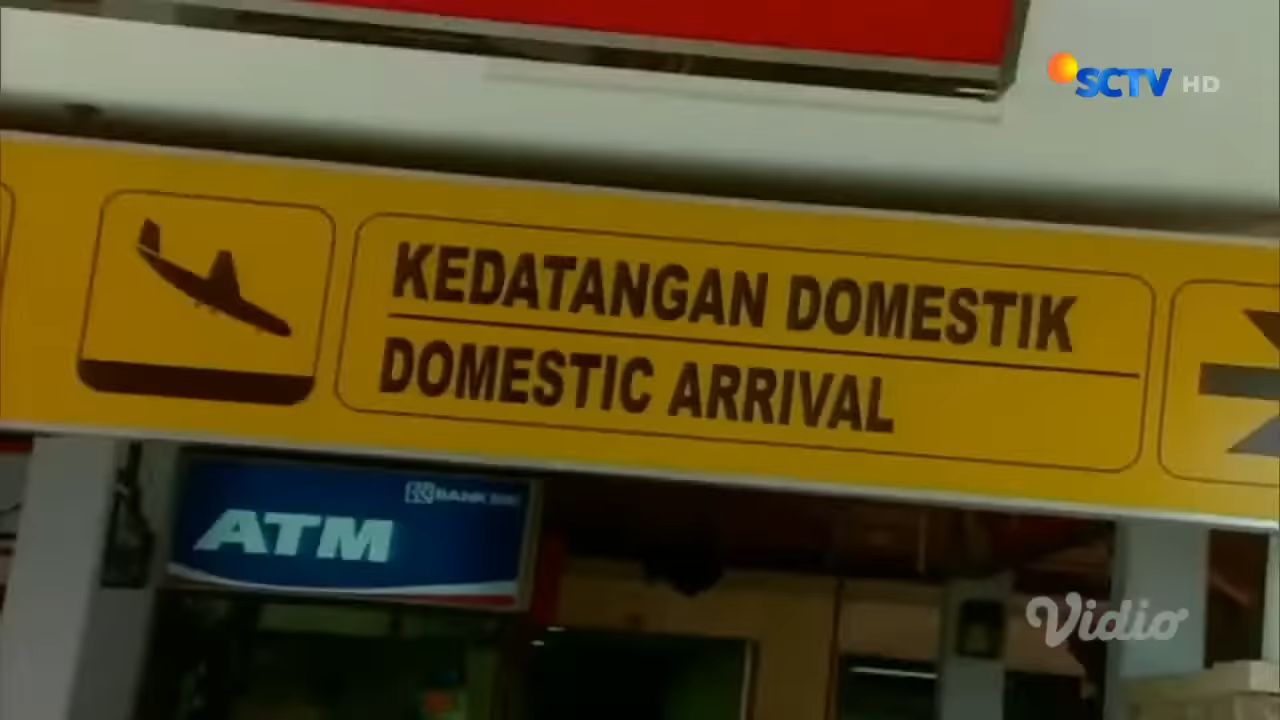 SCTV HD
KEDATANGAN DOMESTIK
DOMESTIC ARRIVAL
BANK BRI
ATM
Vidio